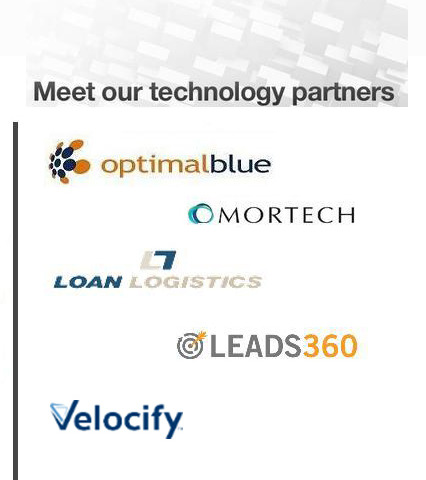 Meet our technology partners
optimalblue
MORTECH
LOAN LOGISTICS
LEADS360
Velocify